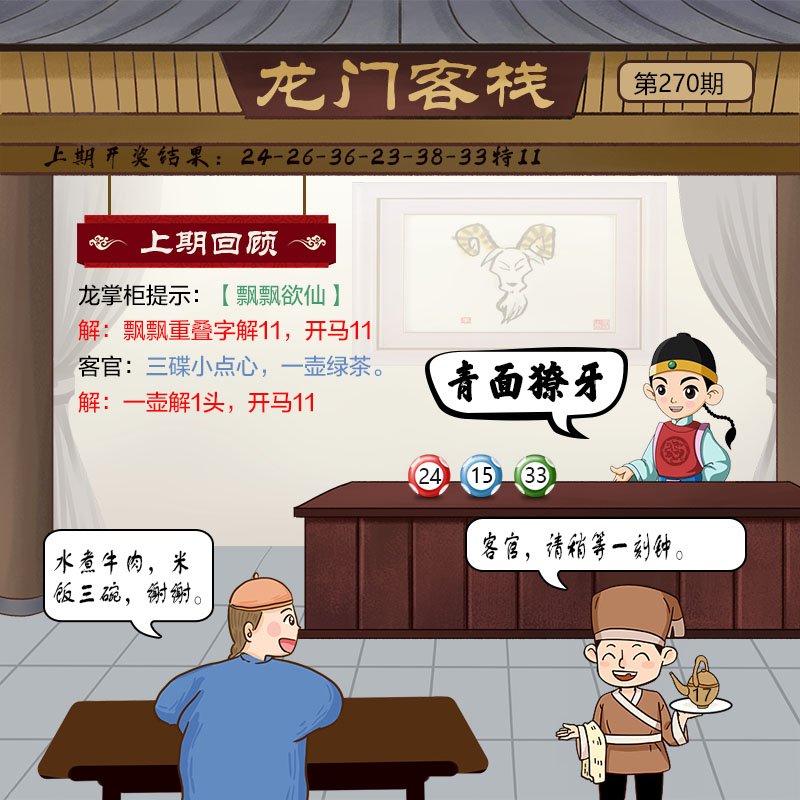 龙门客栈
第270期
上期开奖结果：24-26-36-23-38-33特11
上期回顾
龙掌柜提示：【飘飘欲仙】
解：飘飘重叠字解11，开马11
客官：三碟小点心，一壶绿茶。
解：一壶解1头，开马11
青面獠牙
24 15 33
水煮牛肉，米
饭三碗，谢谢。
客官，请稍等一刻钟。
17